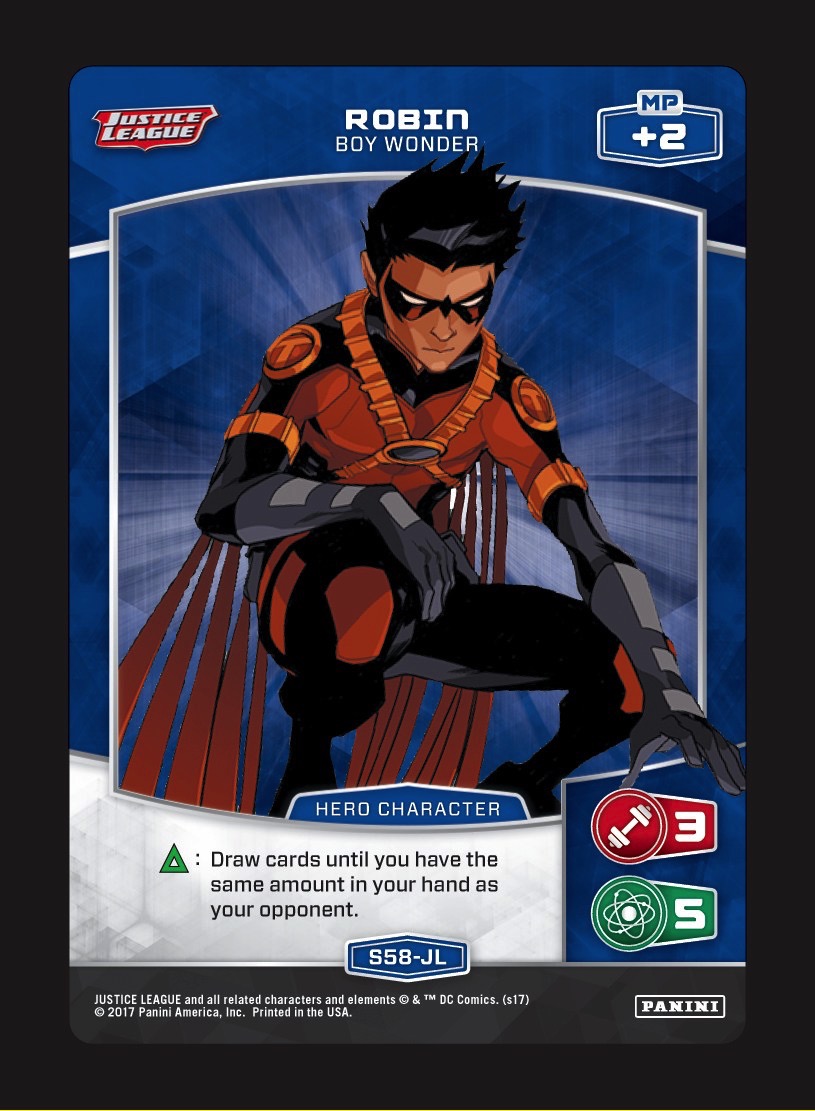 JUSTICE
LEAGUE
ROBIN
BOY WONDER
MP
+2
T
T
HERO CHARACTER
: Draw cards until you have the
same amount in your hand as
your opponent.
3
5
S58-JL
JUSTICE LEAGUE and all related characters and elements © & ™ DC Comics. (s17)
© 2017 Panini America, Inc. Printed in the USA.
PANINI